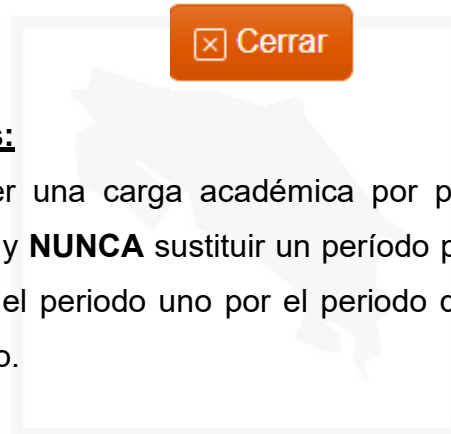 Cerrar
s:
er una carga académica por p
y NUNCA sustituir un período p
el periodo uno por el periodo d
o.